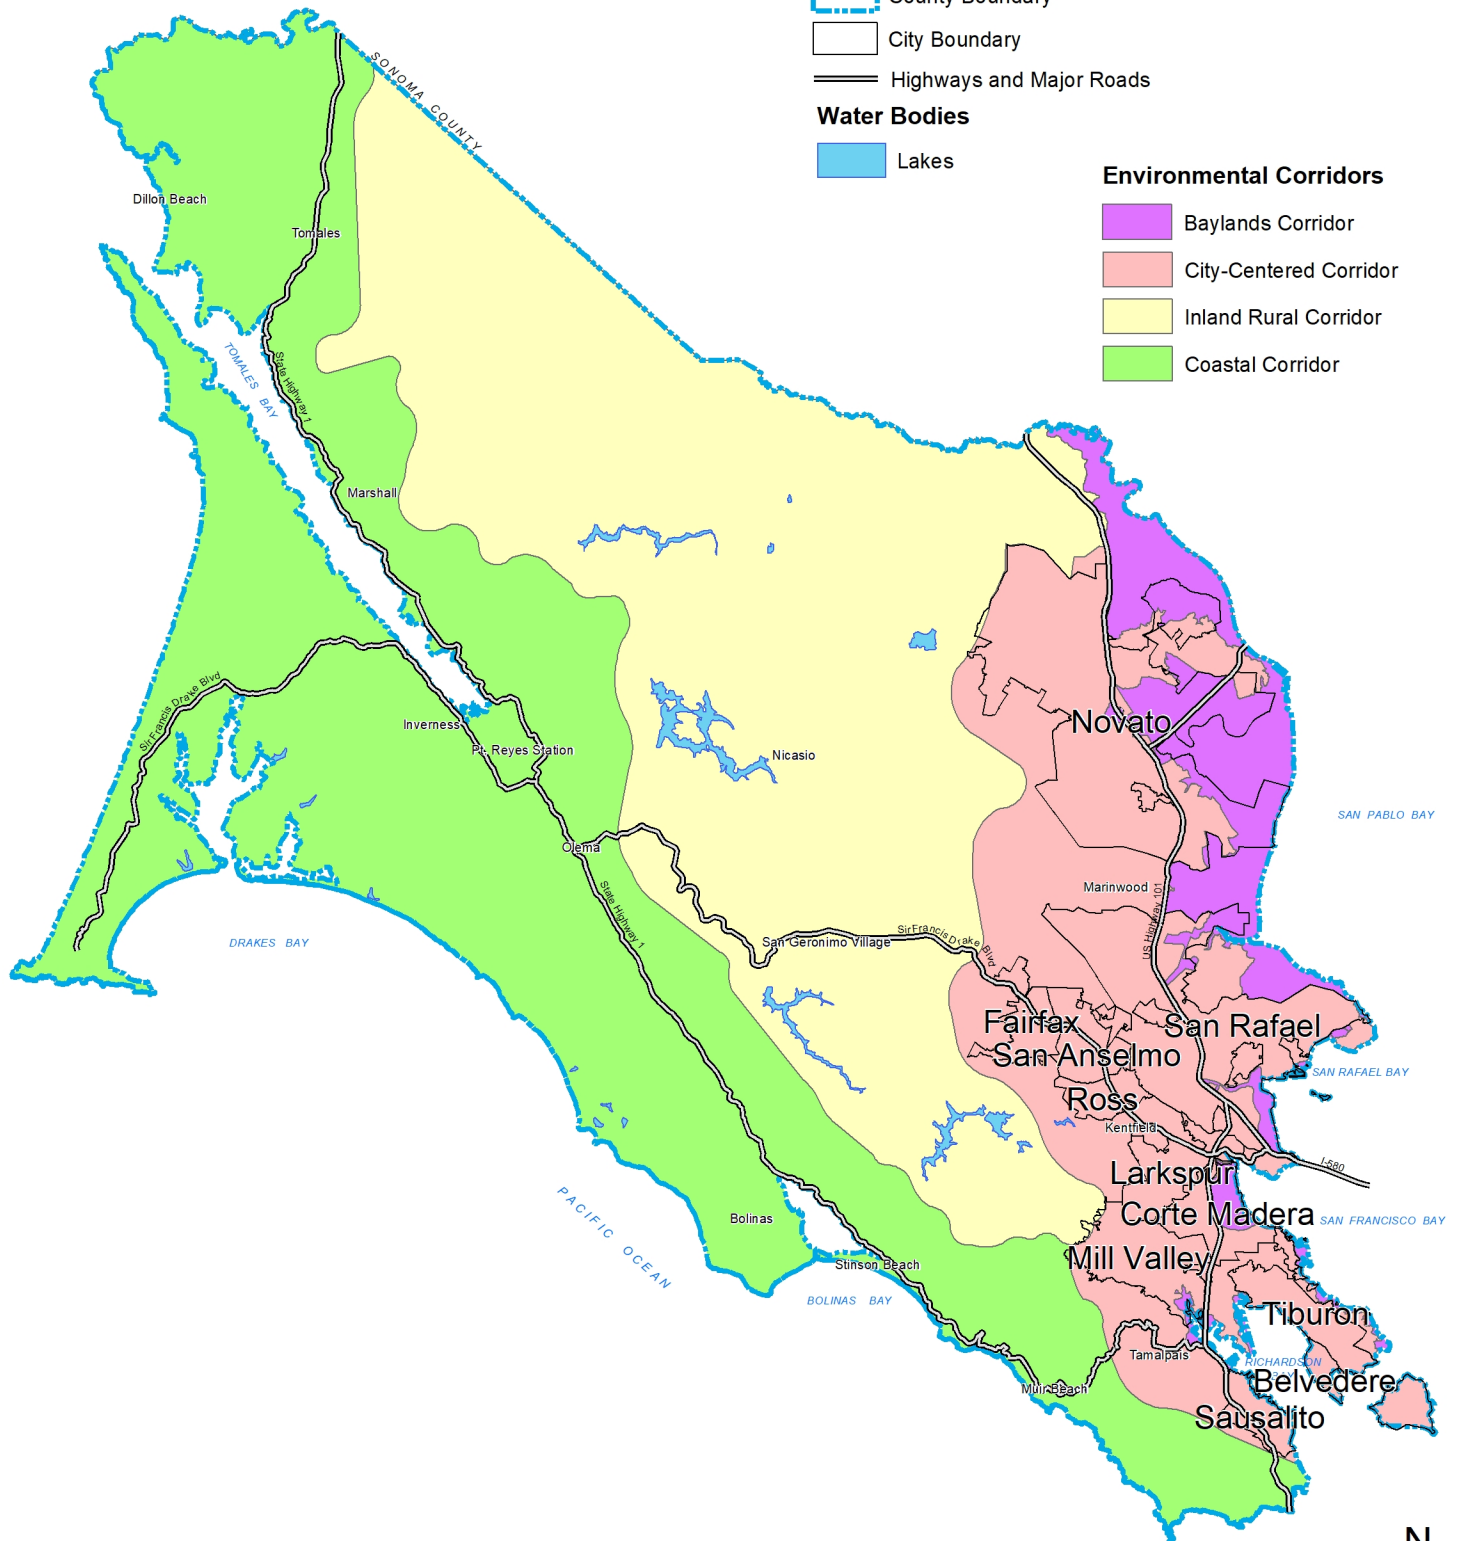 County Boundary
City Boundary
Highways and Major Roads
Water Bodies
Lakes
Environmental Corridors
Baylands Corridor
City-Centered Corridor
Inland Rural Corridor
Coastal Corridor
SONOMA COUNTY
Dillon Beach
Tomales
TOMALES BAY
State Highway 1
Marshall
Sir Francis Drake Blvd
Inverness
Pt. Reyes Station
Nicasio
Novato
SAN PABLO BAY
Olema
State Highway 1
Marinwood
US Highway 101
DRAKES BAY
San Geronimo Village
Sir Francis Drake Blvd
Fairfax
San Rafael
San Anselmo
SAN RAFAEL BAY
Ross
Kentfield
I-580
Larkspur
PACIFIC OCEAN
Bolinas
Corte Madera
SAN FRANCISCO BAY
Mill Valley
Stinson Beach
BOLINAS BAY
Tiburon
Tamalpais
RICHARDSON
Belvedere
Muir Beach
Sausalito
N